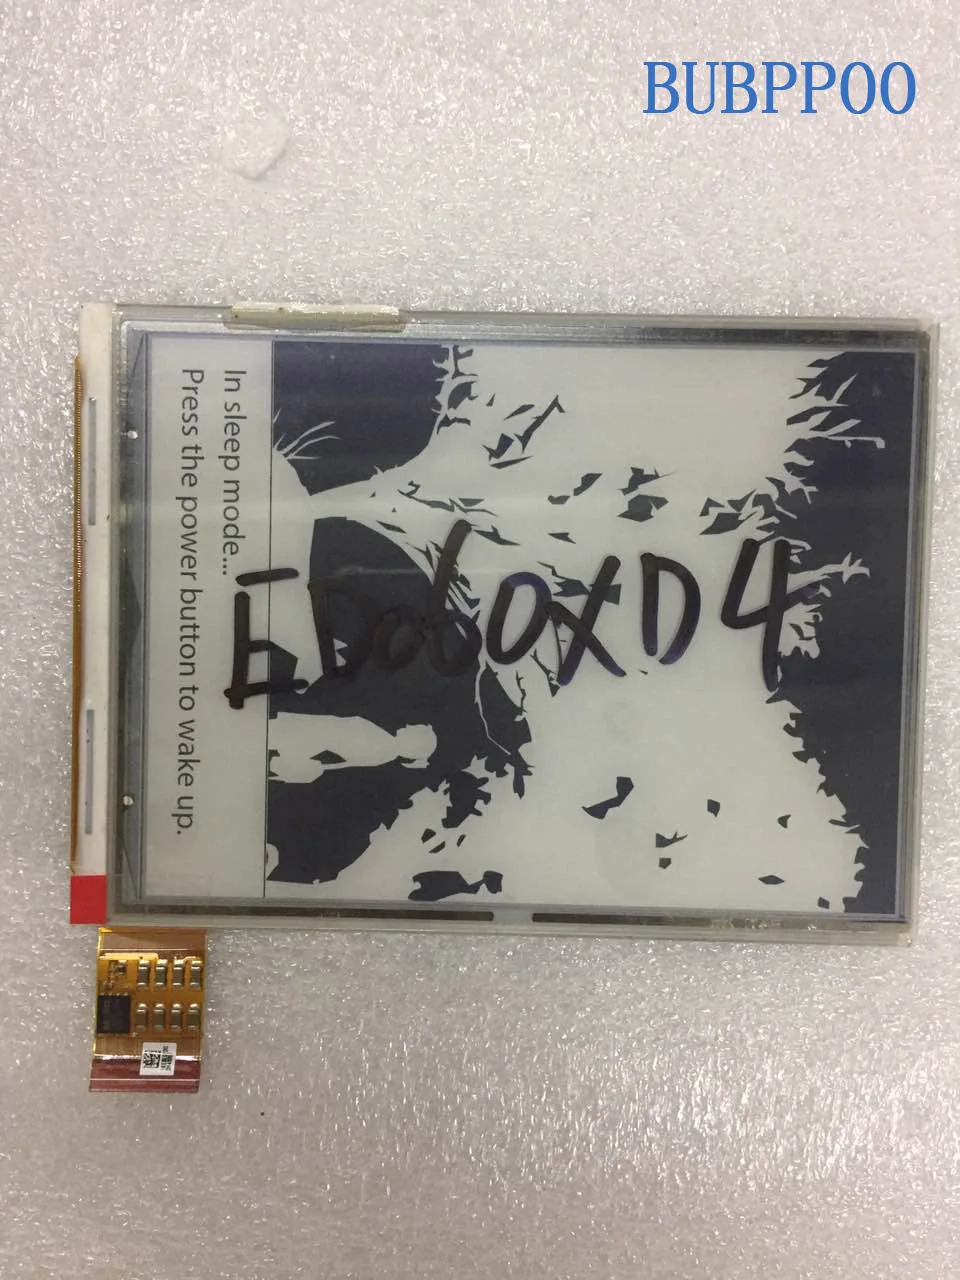 BUBPP00
In sleep mode...
Press the power button to wake up.
ED060XD4